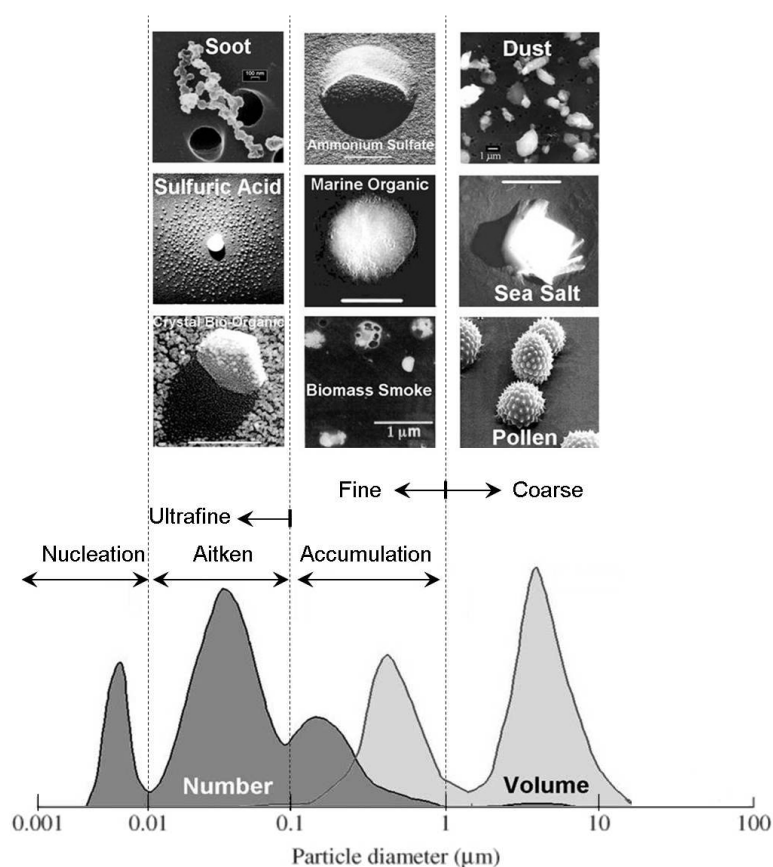 Soot
100 nm
Ammonium Sulfate
Dust
1 μm
Sulfuric Acid
Marine Organic
Sea Salt
Crystal Bio-Organic
Biomass Smoke
1 μm
Pollen
Fine
Coarse
Ultrafine
Nucleation
Aitken
Accumulation
Number
Volume
0.001
0.01
0.1
1
10
100
Particle diameter (μm)